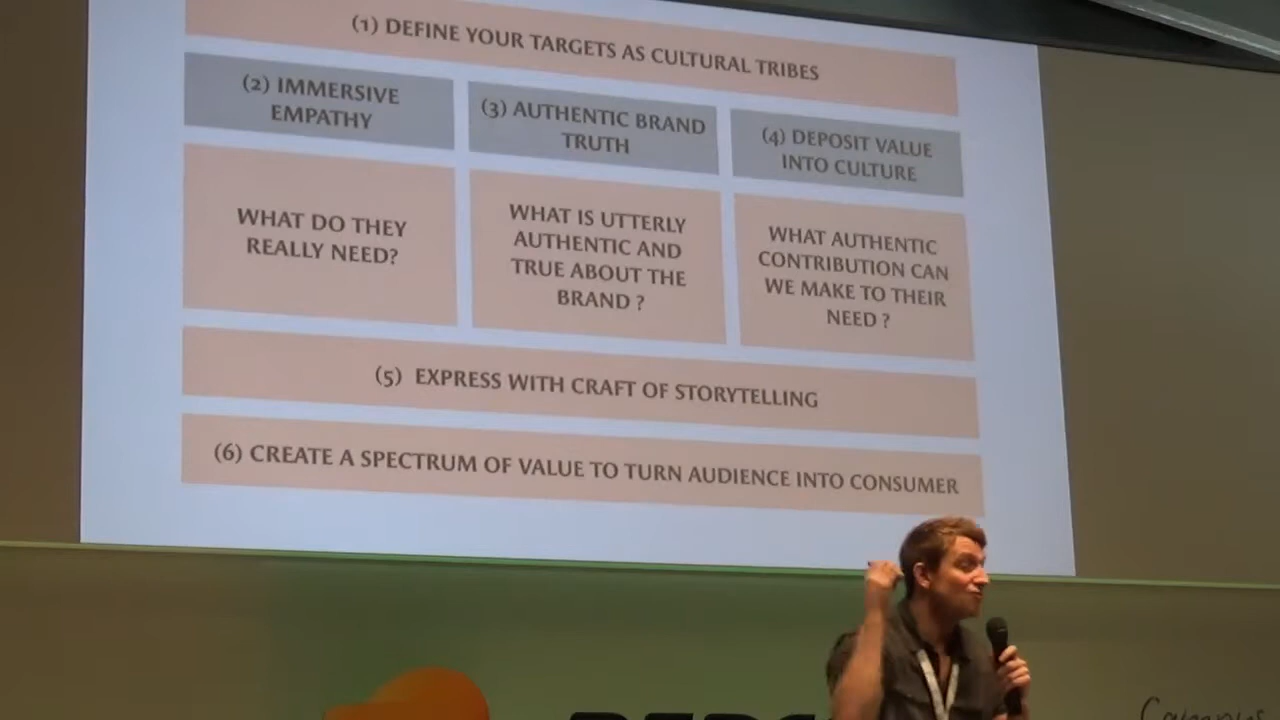 (1) DEFINE YOUR TARGETS AS CULTURAL TRIBES
(2) IMMERSIVE
EMPATHY
(3) AUTHENTIC BRAND
TRUTH
(4) DEPOSIT VALUE
INTO CULTURE
WHAT DO THEY
REALLY NEED?
WHAT IS UTTERLY
AUTHENTIC AND
TRUE ABOUT THE
BRAND ?
WHAT AUTHENTIC
CONTRIBUTION CAN
WE MAKE TO THEIR
NEED ?
(5) EXPRESS WITH CRAFT OF STORYTELLING
(6) CREATE A SPECTRUM OF VALUE TO TURN AUDIENCE INTO CONSUMER